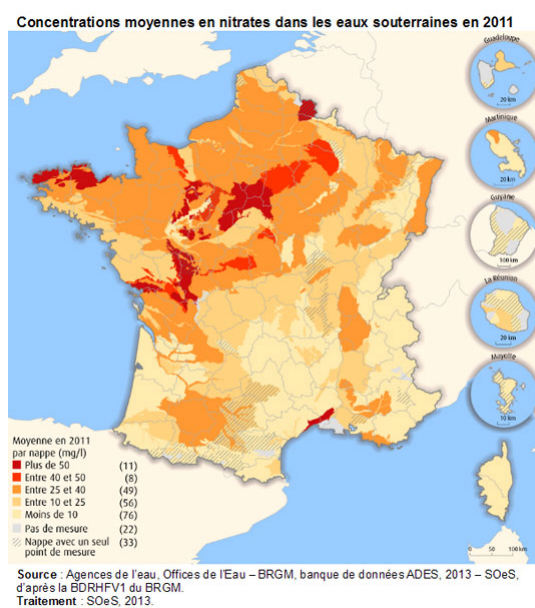 Concentrations moyennes en nitrates dans les eaux souterraines en 2011
Guadeloupe
20 km
Martinique
20 km
Guyane
100 km
La Réunion
20 km
Mayotte
10 km
Moyenne en 2011
par nappe (mg/l)
Plus de 50 (11)
Entre 40 et 50 (8)
Entre 25 et 40 (49)
Entre 10 et 25 (56)
Moins de 10 (76)
Pas de mesure (22)
Nappe avec un seul (33)
point de mesure
0 50 100 km
Source : Agences de l'eau, Offices de l'Eau – BRGM, banque de données ADES, 2013 – SOeS,
d'après la BDRHFV1 du BRGM.
Traitement : SOeS, 2013.